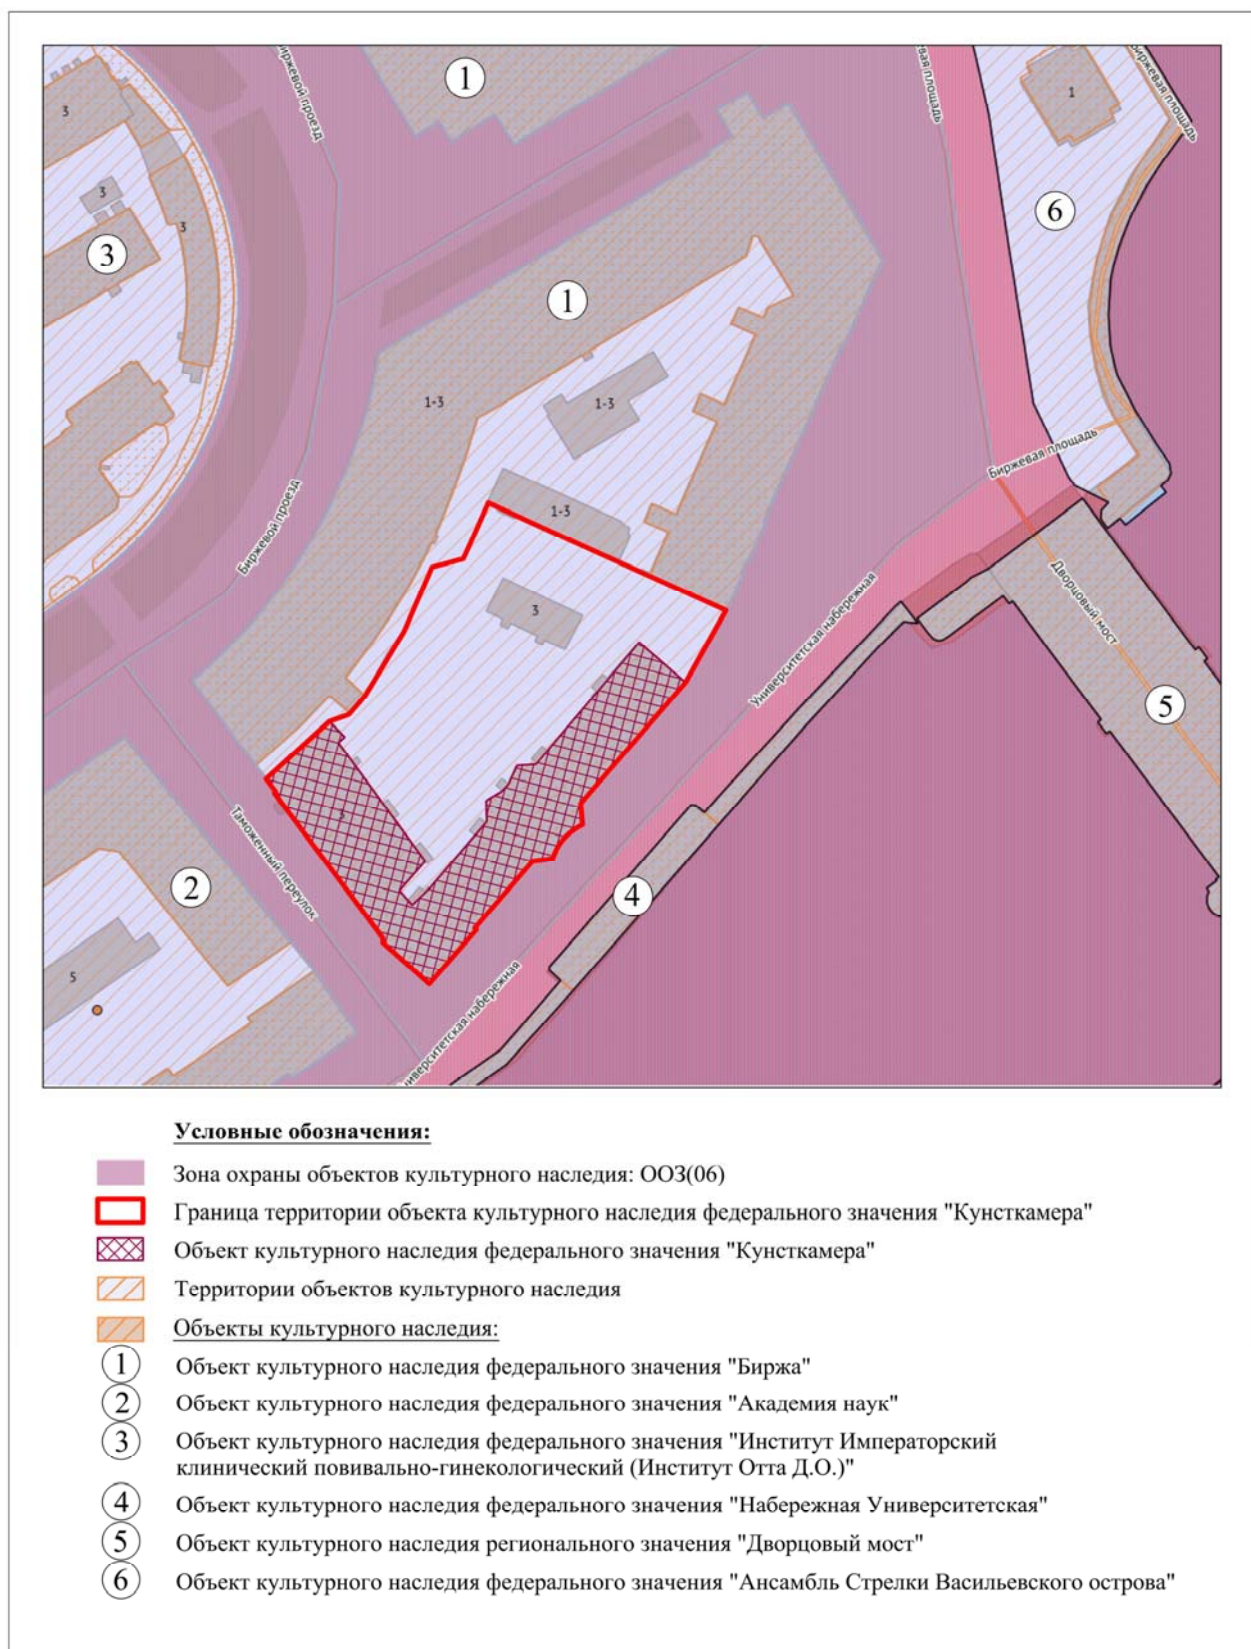 Биржевой проезд
1
евая площадь
1
Биржевая площадь
3
3
3
3
6
1
1-3
1-3
Биржевая площадь
Биржевой проезд
1-3
3
Университетская набережная
Дворцовый мост
5
3
Таможенный переулок
2
4
5
Университетская набережная
Условные обозначения:
Зона охраны объектов культурного наследия: ООЗ(06)
Граница территории объекта культурного наследия федерального значения "Кунсткамера"
Объект культурного наследия федерального значения "Кунсткамера"
Территории объектов культурного наследия
Объекты культурного наследия:
1 Объект культурного наследия федерального значения "Биржа"
2 Объект культурного наследия федерального значения "Академия наук"
3 Объект культурного наследия федерального значения "Институт Императорский
клинический повивально-гинекологический (Институт Отта Д.О.)"
4 Объект культурного наследия федерального значения "Набережная Университетская"
5 Объект культурного наследия регионального значения "Дворцовый мост"
6 Объект культурного наследия федерального значения "Ансамбль Стрелки Васильевского острова"